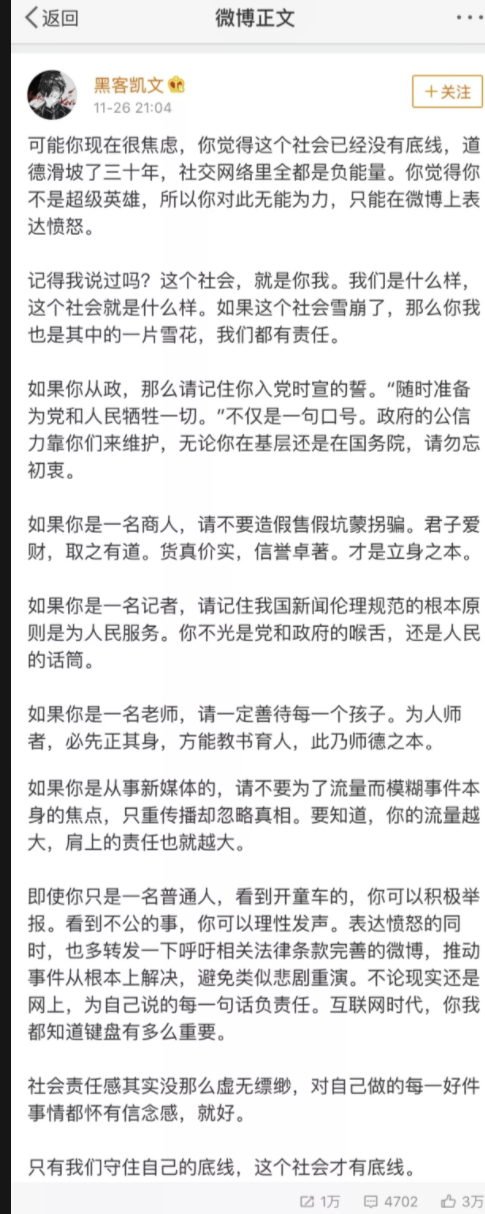 返回
微博正文
黑客凯文
11-26 21:04
+关注
可能你现在很焦虑，你觉得这个社会已经没有底线，道
德滑坡了三十年，社交网络里全都是负能量。你觉得你
不是超级英雄，所以你对此无能为力，只能在微博上表
达愤怒。
记得我说过吗？这个社会，就是你我。我们是什么样，
这个社会就是什么样。如果这个社会雪崩了，那么你我
也是其中的一片雪花，我们都有责任。
如果你从政，那么请记住你入党时宣的誓。“随时准备
为党和人民牺牲一切。”不仅是一句口号。政府的公信
力靠你们来维护，无论你在基层还是在国务院，请勿忘
初衷。
如果你是一名商人，请不要造假售假坑蒙拐骗。君子爱
财，取之有道。货真价实，信誉卓著。才是立身之本。
如果你是一名记者，请记住我国新闻伦理规范的根本原
则是为人民服务。你不光是党和政府的喉舌，还是人民
的话筒。
如果你是一名老师，请一定善待每一个孩子。为人师
者，必先正其身，方能教书育人，此乃师德之本。
如果你是从事新媒体的，请不要为了流量而模糊事件本
身的焦点，只重传播却忽略真相。要知道，你的流量越
大，肩上的责任也就越大。
即使你只是一名普通人，看到开童车的，你可以积极举
报。看到不公的事，你可以理性发声。表达愤怒的同
时，也多转发一下呼吁相关法律条款完善的微博，推动
事件从根本上解决，避免类似悲剧重演。不论现实还是
网上，为自己说的每一句话负责任。互联网时代，你我
都知道键盘有多么重要。
社会责任感其实没那么虚无缥缈，对自己做的每一好件
事情都怀有信念感，就好。
只有我们守住自己的底线，这个社会才有底线。
1万 4702 3万